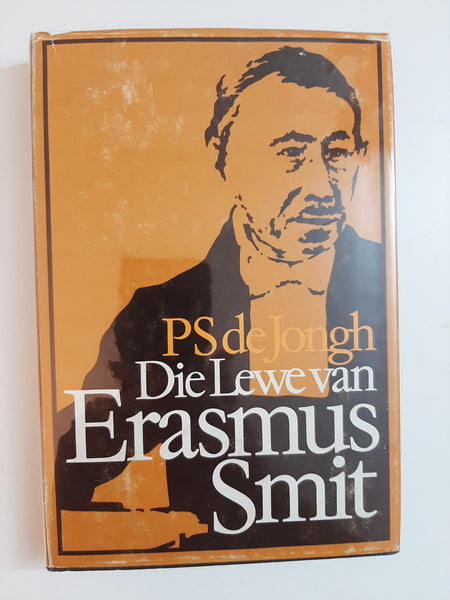 PS de Jongh
Die Lewe van
Erasmus
Smit